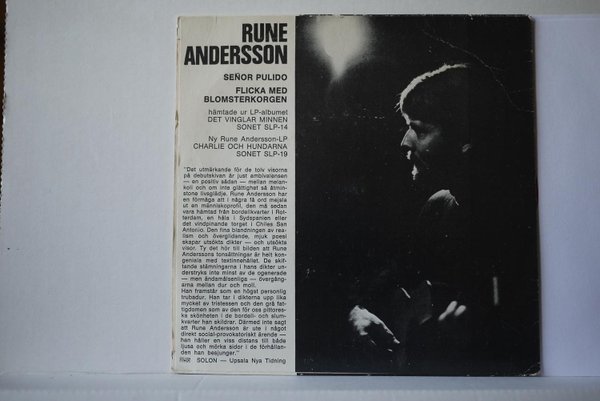 RUNE
ANDERSSON
SEÑOR PULIDO
FLICKA MED
BLOMSTERKORGEN
hämtade ur LP-albumet
DET VINGLAR MINNEN
SONET SLP-14
Ny Rune Andersson-LP
CHARLIE OCH HUNDARNA
SONET SLP-19
"Det utmärkande för de tolv visorna
på debutskivan är just ambivalensen
— en positiv sådan — mellan melan-
koli och om inte glättighet så åtmin-
stone livsglädje. Rune Andersson har
en förmåga att i några få ord mejsla
ut en människoprofil, den må sedan
vara hämtad från bordellkvarter i Rot-
terdam, en håla i Sydspanien eller
det vindpinande torget i Chiles San
Antonio. Den fina blandningen av rea-
lism och överglidande, mjuk poesi
skapar utsökta dikter — och utsökta
visor. Ty det hör till bilden att Rune
Anderssons tonsättningar är helt kon-
geniala med textinnehållet. De skif-
tande stämningarna i hans dikter un-
derstryks inte minst av de ogenerade
— men ändamålsenliga — övergång-
arna mellan dur och moll.
Han framstår som en högst personlig
trubadur. Han tar i dikterna upp lika
mycket av tristessen och den grå fat-
tigdomen som av den för oss pittores-
ka skönheten i de bordell- och slum-
kvarter han skildrar. Därmed inte sagt
att Rune Andersson är ute i något
direkt social-provokatoriskt ärende —
han håller en viss distans till både
ljusa och mörka sidor i de förhållan-
den han besjunger."
SOLON — Upsala Nya Tidning